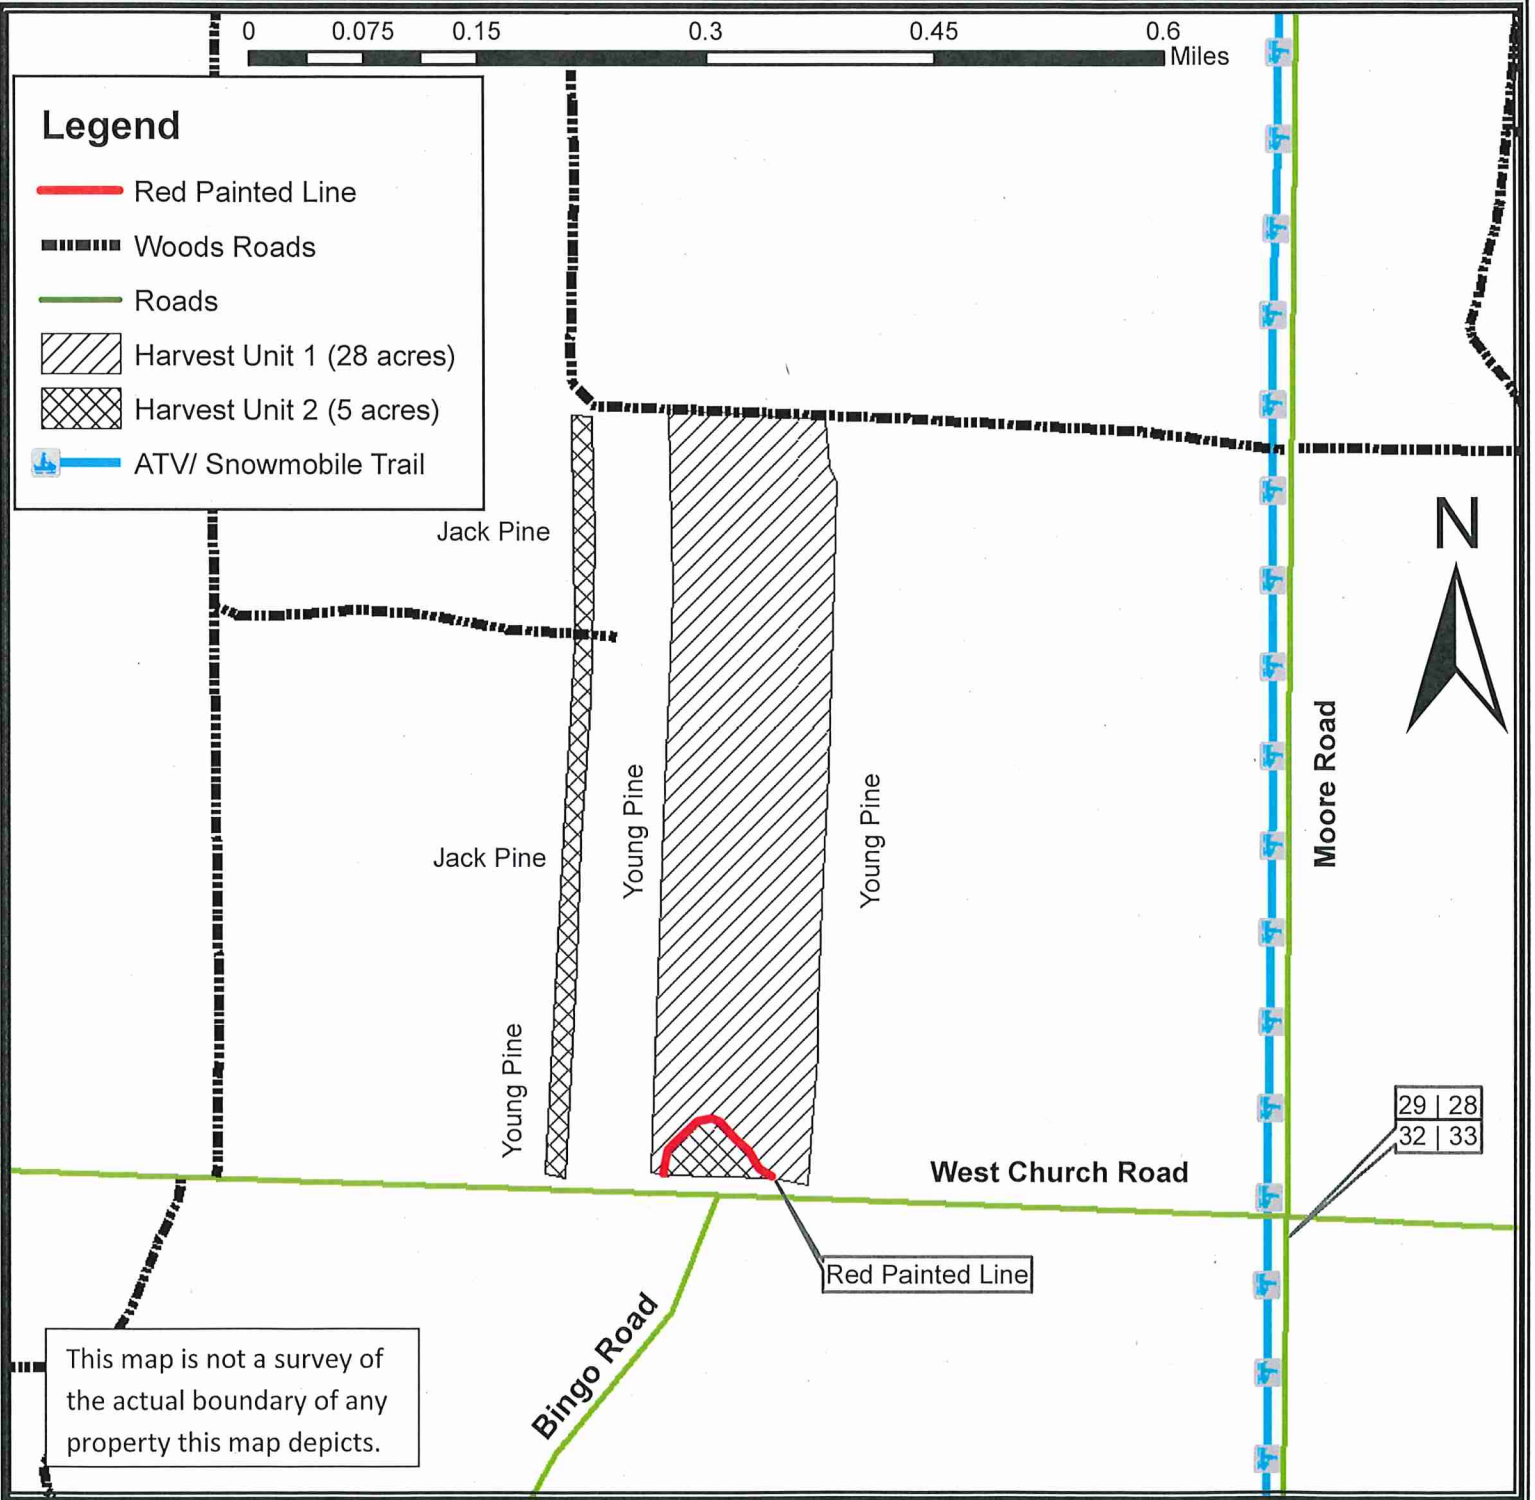 0 0.075 0.15 0.3 0.45 0.6
Miles
Legend
Red Painted Line
Woods Roads
Roads
Harvest Unit 1 (28 acres)
Harvest Unit 2 (5 acres)
ATV/ Snowmobile Trail
Jack Pine
N
Moore Road
Young Pine
Young Pine
Jack Pine
Young Pine
29 | 28
32 | 33
West Church Road
Red Painted Line
Bingo Road
This map is not a survey of
the actual boundary of any
property this map depicts.